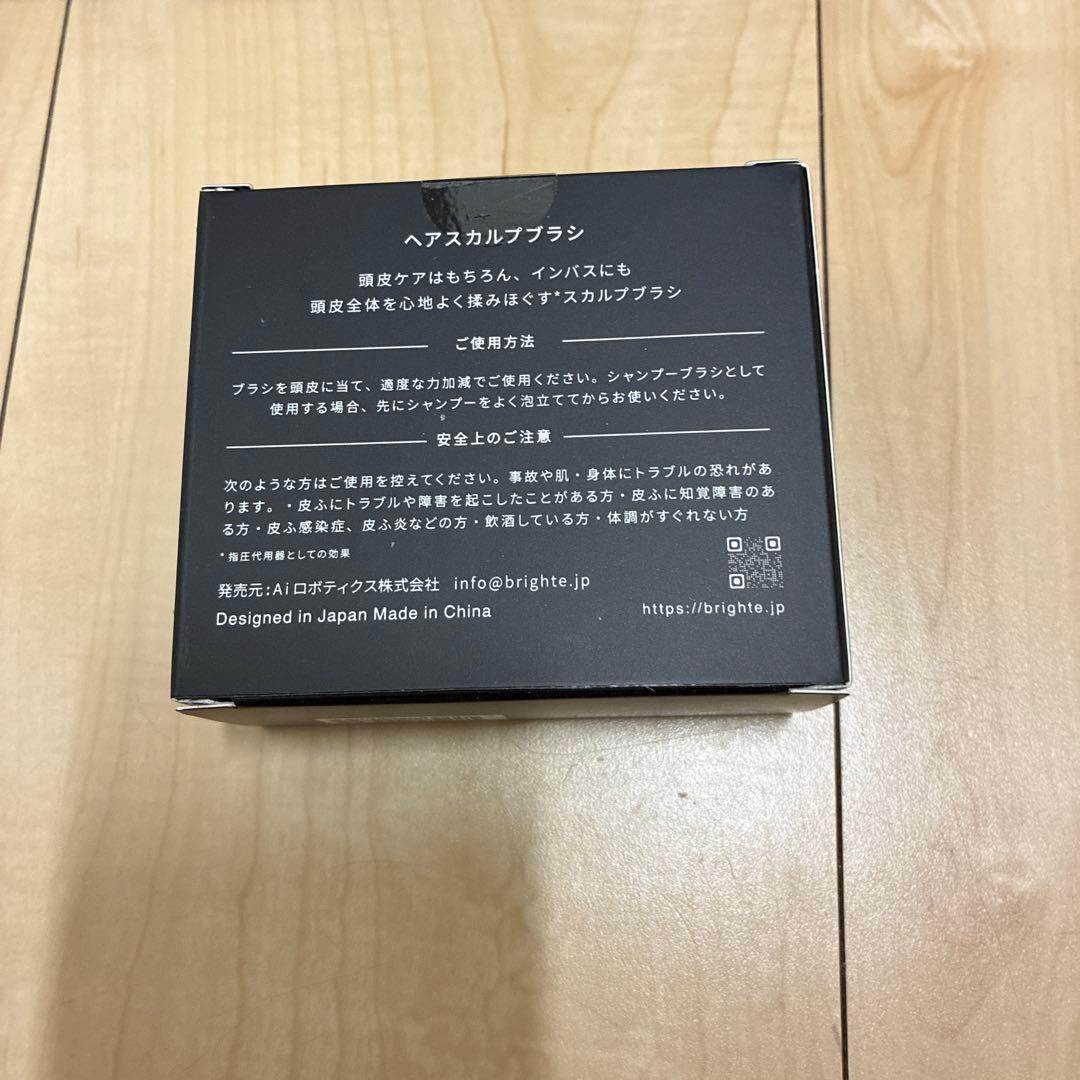 ヘアスカルプブラシ
頭皮ケアはもちろん、インバスにも
頭皮全体を心地よく揉みほぐす*スカルプブラシ
ご使用方法
ブラシを頭皮に当て、適度な力加減でご使用ください。シャンプーブラシとして
使用する場合、先にシャンプーをよく泡立ててからお使いください。
安全上のご注意
次のような方はご使用を控えてください。事故や肌・身体にトラブルの恐れがあ
ります。・皮ふにトラブルや障害を起こしたことがある方・皮ふに知覚障害のあ
る方・皮ふ感染症、皮ふ炎などの方・飲酒している方・体調がすぐれない方
*指圧代用器としての効果
発売元:Aiロボティクス株式会社 info@brighte.jp
Designed in Japan Made in China
https://brighte.jp